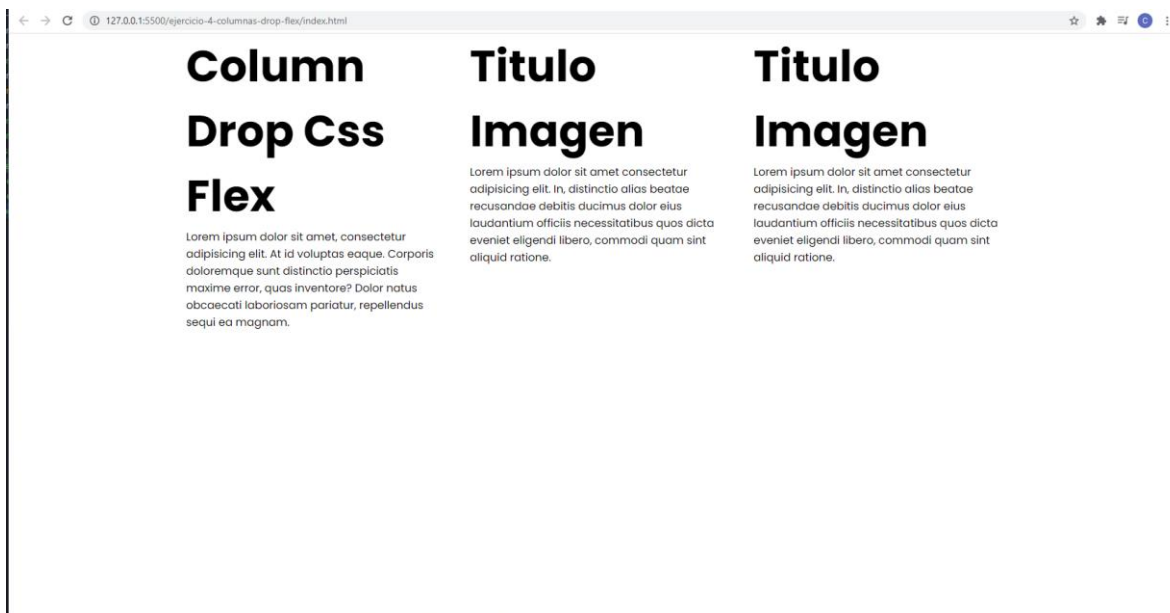 127.0.0.1:5500/ejercicio-4-columnas-drop-flex/index.html
C
Column
Drop Css
Flex
Lorem ipsum dolor sit amet, consectetur
adipisicing elit. At id voluptas eaque. Corporis
doloremque sunt distinctio perspiciatis
maxime error, quas inventore? Dolor natus
obcaecati laboriosam pariatur, repellendus
sequi ea magnam.
Titulo
Imagen
Lorem ipsum dolor sit amet consectetur
adipisicing elit. In, distinctio alias beatae
recusandae debitis ducimus dolor eius
laudantium officiis necessitatibus quos dicta
eveniet eligendi libero, commodi quam sint
aliquid ratione.
Titulo
Imagen
Lorem ipsum dolor sit amet consectetur
adipisicing elit. In, distinctio alias beatae
recusandae debitis ducimus dolor eius
laudantium officiis necessitatibus quos dicta
eveniet eligendi libero, commodi quam sint
aliquid ratione.